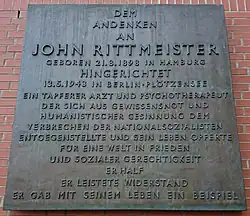 DEM
ANDENKEN
AN
JOHN RITTMEISTER
GEBOREN 21.8.1898 IN HAMBURG
HINGERICHTET
13.5.1943 IN BERLIN-PLÖTZENSEE
EIN TAPFERER ARZT UND PSYCHOTHERAPEUT
DER SICH AUS GEWISSENSNOT UND
HUMANISTISCHER GESINNUNG DEM
VERBRECHEN DER NATIONALSOZIALISTEN
ENTGEGENSTELLTE UND SEIN LEBEN OPFERTE
FÜR EINE WELT IN FRIEDEN
UND SOZIALER GERECHTIGKEIT
ER HALF
ER LEISTETE WIDERSTAND
ER GAB MIT SEINEM LEBEN EIN BEISPIEL